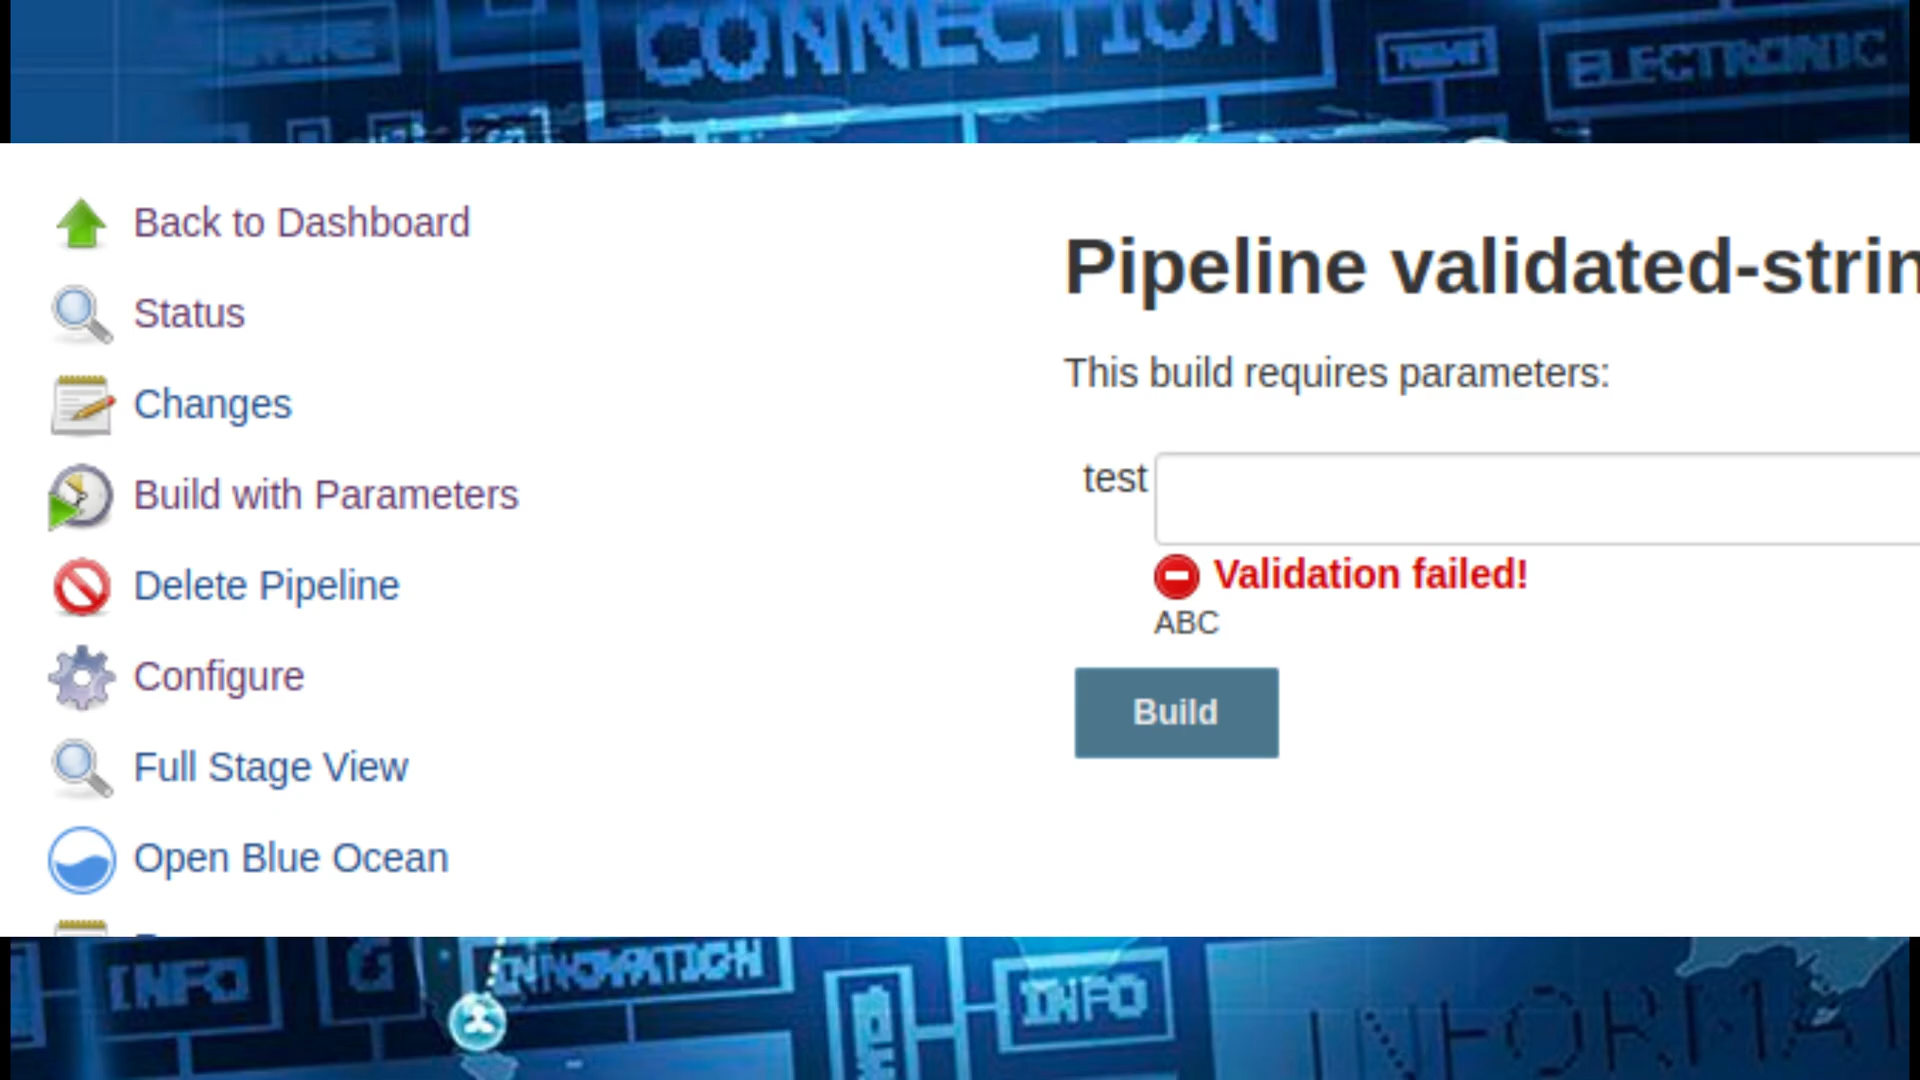 CONNECTION
ELECTRONIC
Back to Dashboard
Status
Changes
Build with Parameters
Delete Pipeline
Configure
Full Stage View
Open Blue Ocean
Pipeline validated-strin
This build requires parameters:
test
Validation failed!
ABC
Build
INFO
G
INNOVATION
INFO
INFORMAT